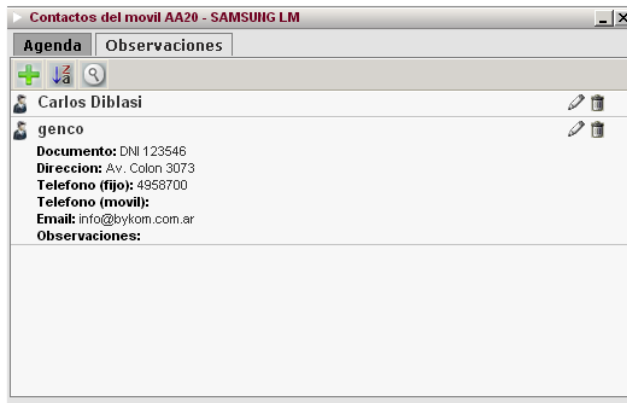 Contactos del movil AA20 - SAMSUNG LM
Agenda Observaciones
Carlos Diblasi
genco
Documento: DNI 123546
Direccion: Av. Colon 3073
Telefono (fijo): 4958700
Telefono (movil):
Email: info@bykom.com.ar
Observaciones: